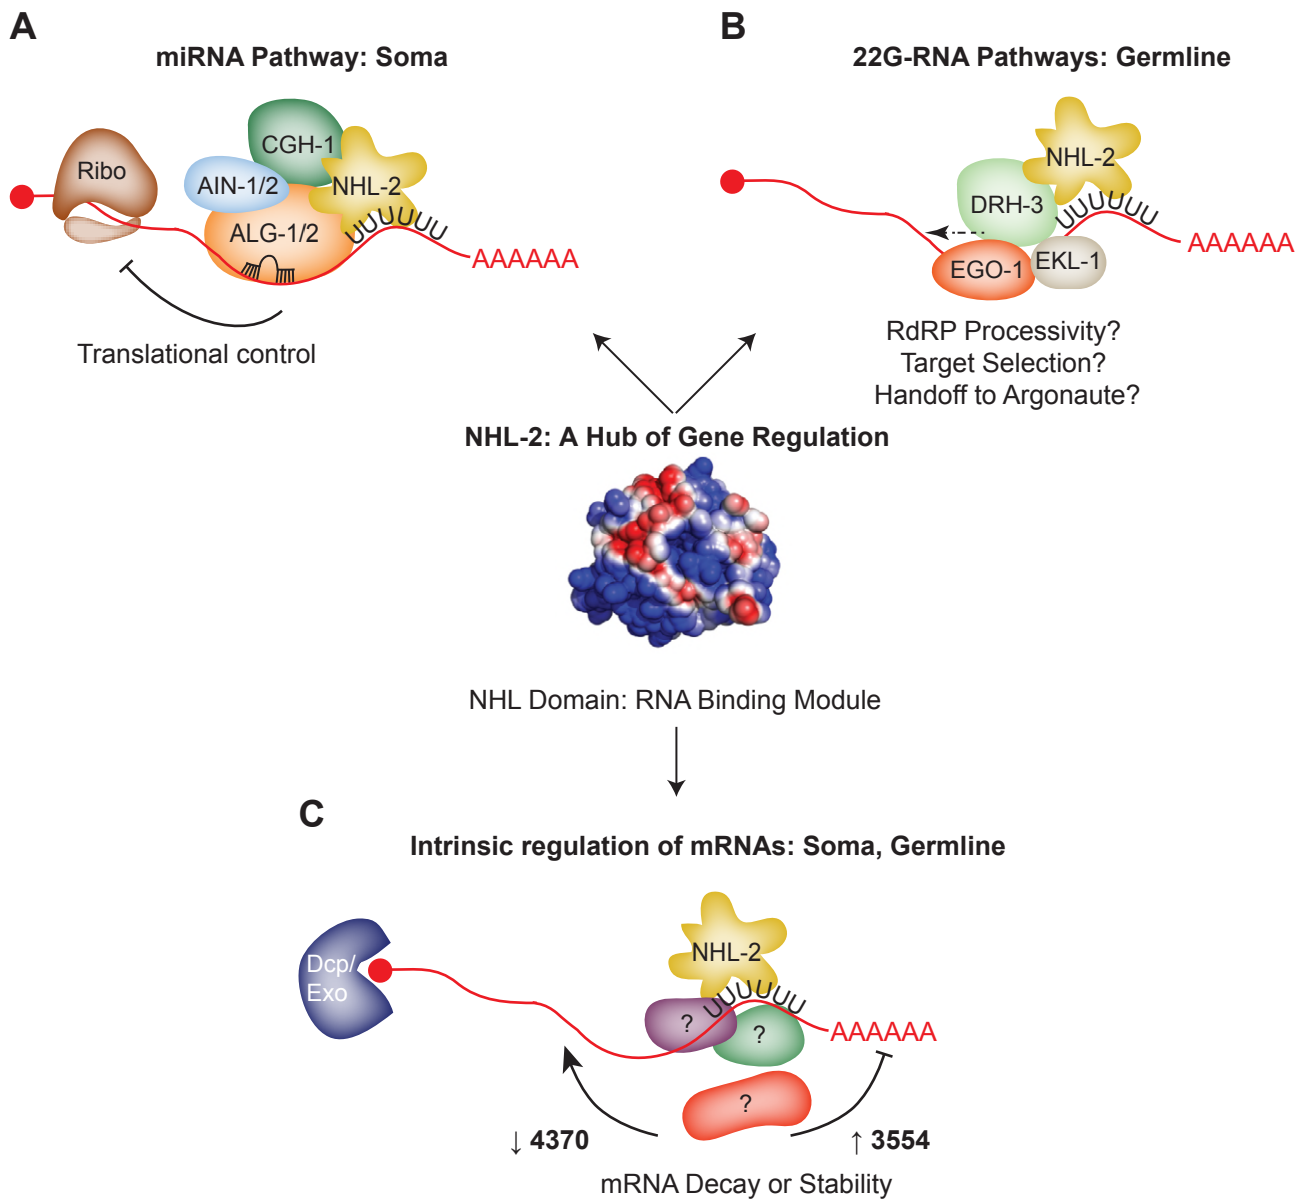 A
miRNA Pathway: Soma
Ribo
CGH-1
AIN-1/2
NHL-2
ALG-1/2
UUUUUU
AAAAAA
Translational control
B
22G-RNA Pathways: Germline
NHL-2
DRH-3
UUUUUU
AAAAAA
EGO-1
EKL-1
RdRP Processivity?
Target Selection?
Handoff to Argonaute?
NHL-2: A Hub of Gene Regulation
NHL Domain: RNA Binding Module
C
Intrinsic regulation of mRNAs: Soma, Germline
Dcp/
Exo
NHL-2
UUUUUU
?
?
AAAAAA
?
↓ 4370
↑ 3554
mRNA Decay or Stability